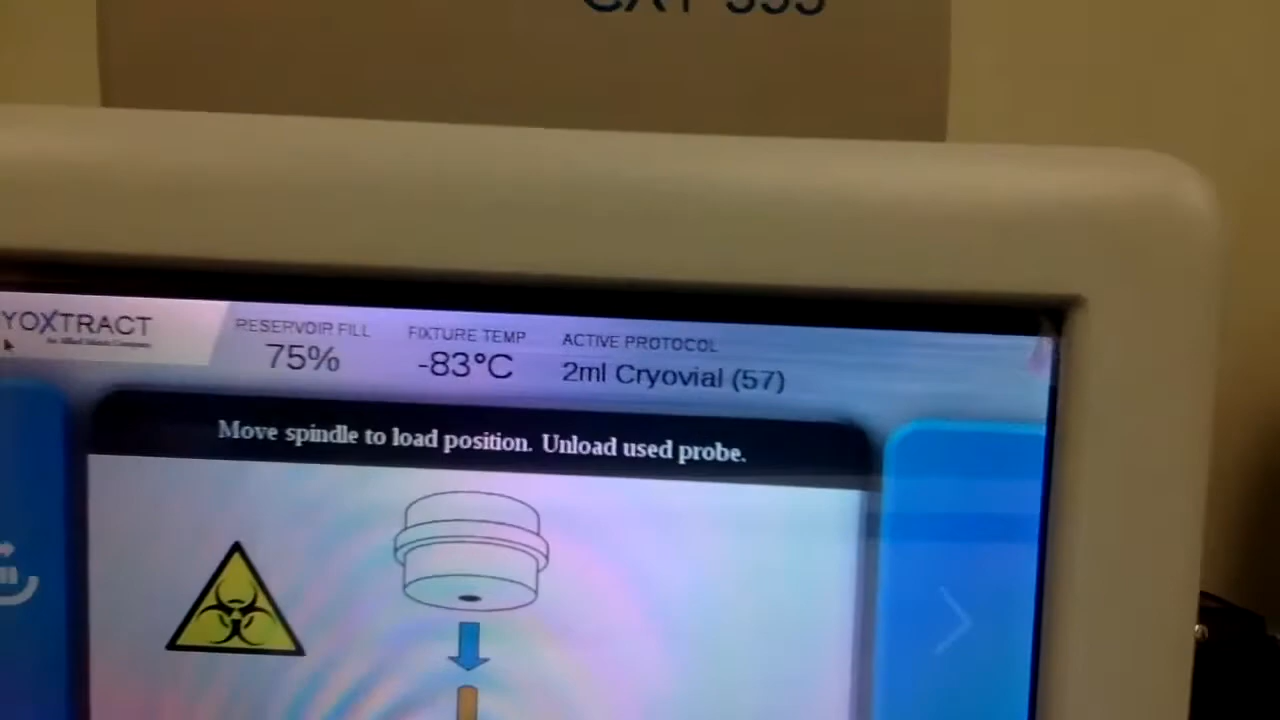 YOXTRACT
RESERVOIR FILL
75%
FIXTURE TEMP
-83°C
ACTIVE PROTOCOL
2ml Cryovial (57)
Move spindle to load position. Unload used probe.